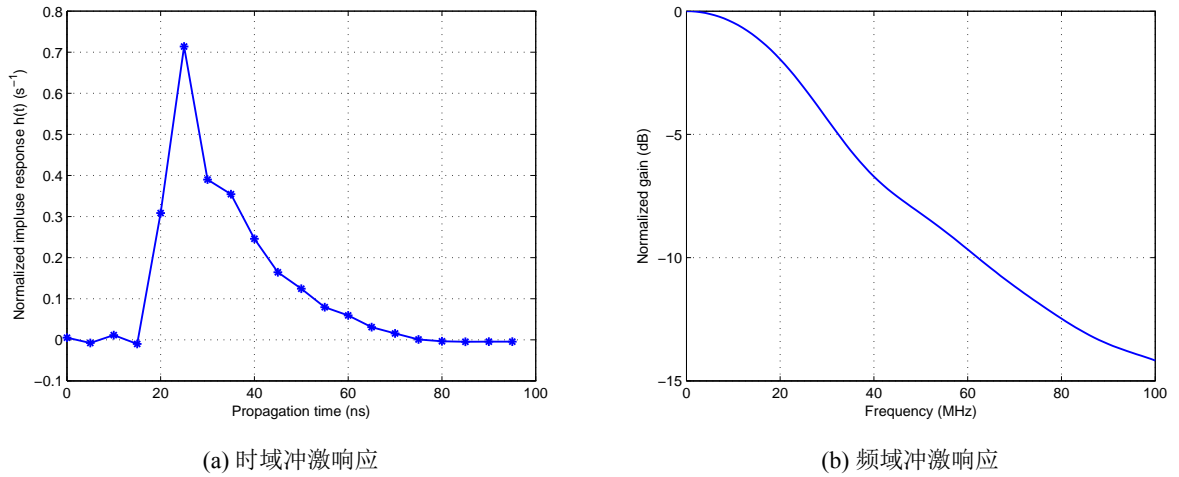 0.8
0.7
0.6
0.5
0.4
0.3
0.2
0.1
0
−0.1
0 20 40 60 80 100
Normalized impluse response h(t) (s⁻¹)
Propagation time (ns)
(a) 时域冲激响应
0
−5
−10
−15
0 20 40 60 80 100
Normalized gain (dB)
Frequency (MHz)
(b) 频域冲激响应